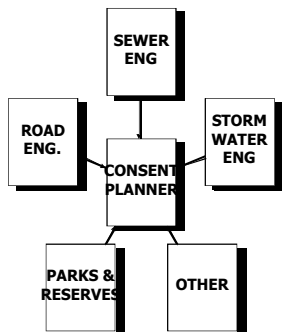 SEWER
ENG
ROAD
ENG.
STORM
WATER
ENG
CONSENT
PLANNER
PARKS &
RESERVES
OTHER